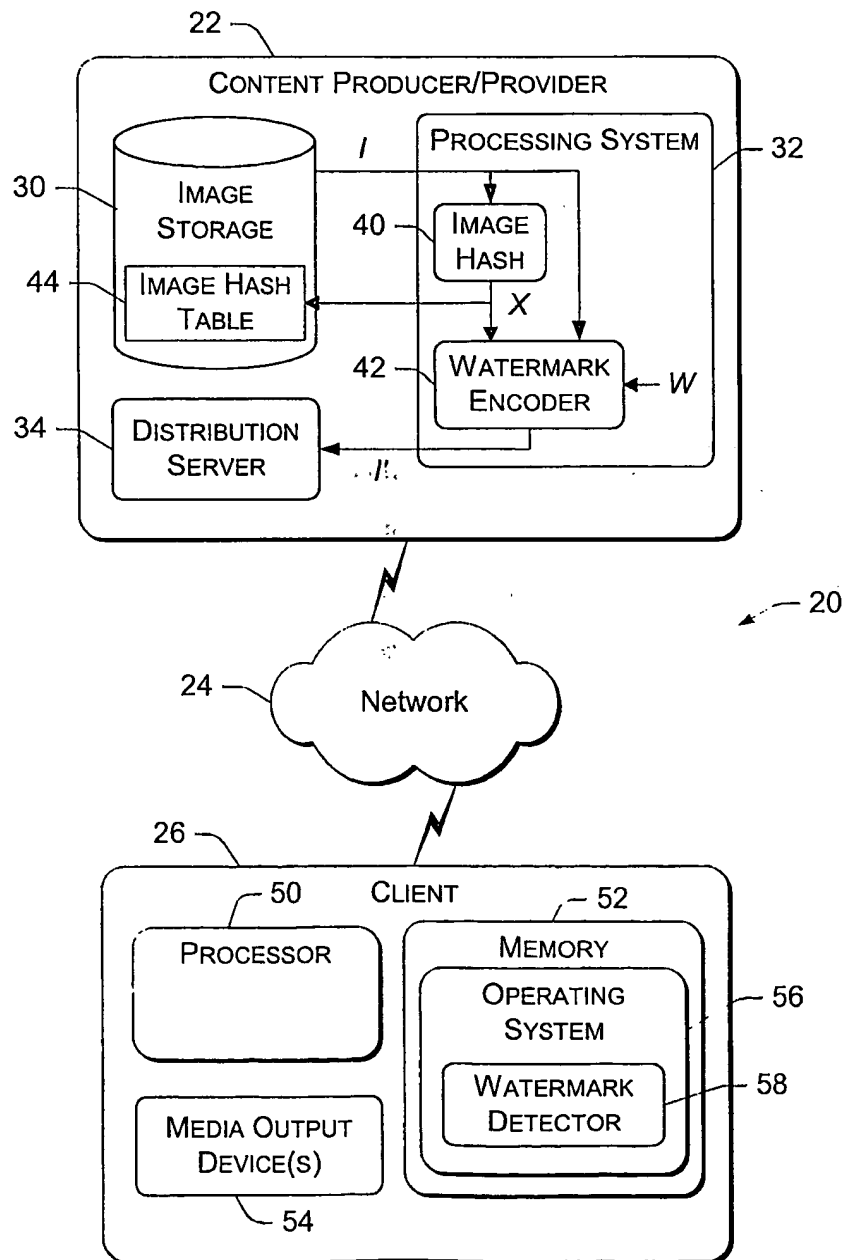 22
CONTENT PRODUCER/PROVIDER
I
PROCESSING SYSTEM
32
30
IMAGE
STORAGE
40
IMAGE
HASH
44
IMAGE HASH
TABLE
X
42
WATERMARK
ENCODER
W
34
DISTRIBUTION
SERVER
20
24
Network
26
CLIENT
50
PROCESSOR
52
MEMORY
OPERATING
SYSTEM
56
WATERMARK
DETECTOR
58
MEDIA OUTPUT
DEVICE(S)
54